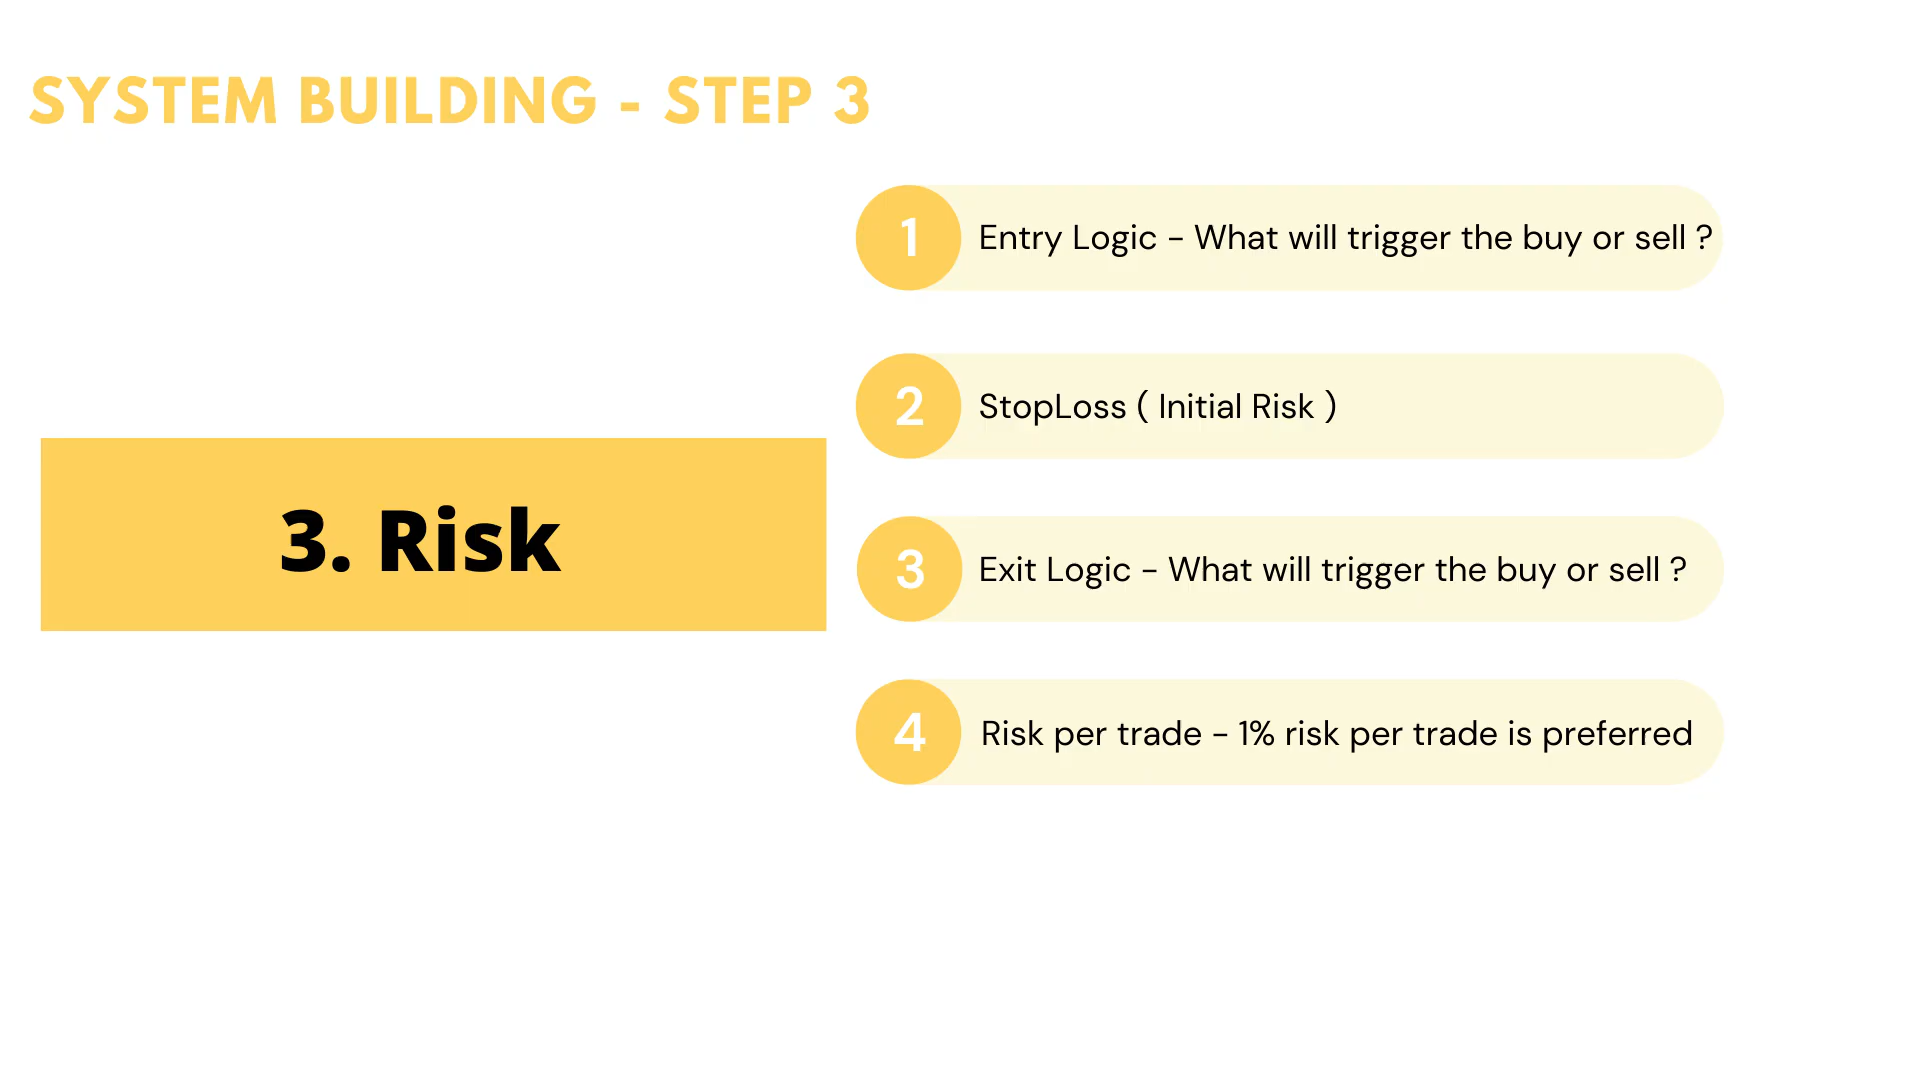 SYSTEM BUILDING - STEP 3
3. Risk
1 Entry Logic - What will trigger the buy or sell ?
2 StopLoss ( Initial Risk )
3 Exit Logic - What will trigger the buy or sell ?
4 Risk per trade - 1% risk per trade is preferred